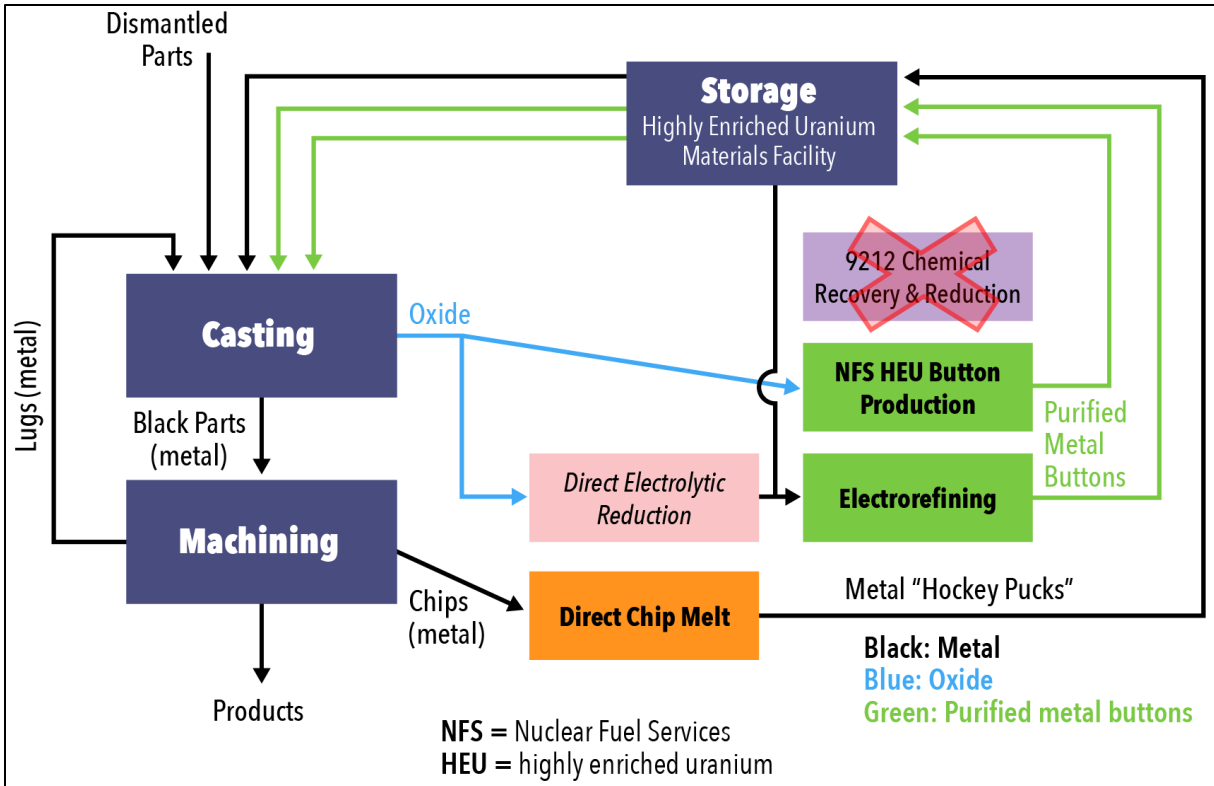 Dismantled
Parts
Storage
Highly Enriched Uranium
Materials Facility
9212 Chemical
Recovery & Reduction
Casting
Oxide
NFS HEU Button
Production
Lugs (metal)
Black Parts
(metal)
Purified
Metal
Buttons
Direct Electrolytic
Reduction
Electrorefining
Machining
Chips
(metal)
Direct Chip Melt
Metal “Hockey Pucks”
Products
Black: Metal
Blue: Oxide
Green: Purified metal buttons
NFS = Nuclear Fuel Services
HEU = highly enriched uranium